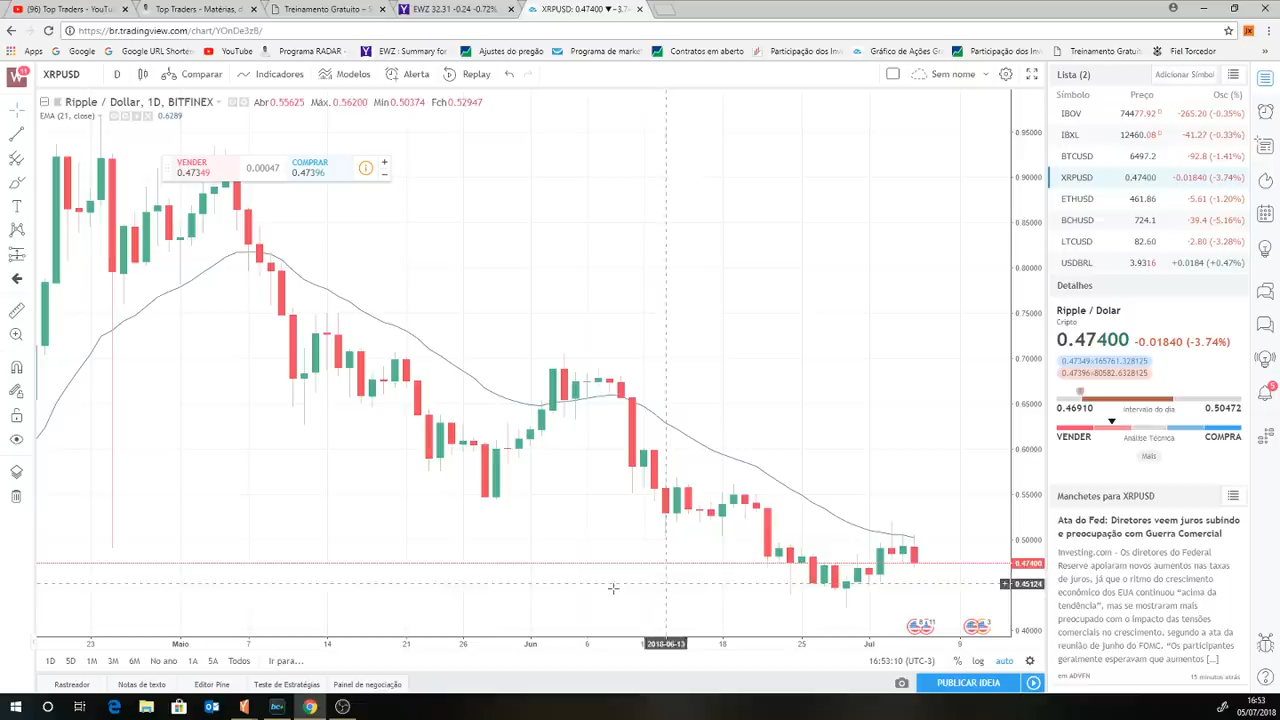 (96) Top Traders - YouTub
Top Traders - Matérias, d
Treinamento Gratuito – S
EWZ 32.31 -0.24 -0.72%
XRPUSD: 0.47400 ▼ -3.7
https://br.tradingview.com/chart/YOnDe3zB/
Apps
Google
Google URL Shorte
YouTube
Programa RADAR -
EWZ : Summary for
Ajustes do pregão
Programa de marke
Contratos em aberto
Participação dos Inv
Gráfico de Ações Gr
Participação dos Inv
Treinamento Gratuit
Fiel Torcedor
11
XRPUSD
D
Comparar
Indicadores
Modelos
Alerta
Replay
Sem nome
Ripple / Dollar, 1D, BITFINEX
Abr 0.55625 Máx. 0.56200 Mín 0.50374 Fch 0.52947
EMA (21, close)
0.6289
VENDER
0.47349
0.00047
COMPRAR
0.47396
0.95000
0.90000
0.85000
0.80000
0.75000
0.70000
0.65000
0.60000
0.55000
0.50000
0.47400
0.45124
0.40000
23
Maio
7
14
21
26
Jun
6
2018-06-13
18
25
Jul
9
50 5D 1M 3M 6M No ano 1A 5A Todos
Ir para...
16:53:10 (UTC-3)
% log auto
Rastreador
Notas de texto
Editor Pine
Teste de Estratégias
Painel de negociação
PUBLICAR IDEIA
Lista (2)
Adicionar Símbol
Símbolo Preço Osc (%)
IBOV 74477.92 D -265.20 (-0.35%)
IBXL 12460.08 D -41.27 (-0.33%)
BTCUSD 6497.2 -92.8 (-1.41%)
XRPUSD 0.47400 -0.01840 (-3.74%)
ETHUSD 461.86 -5.61 (-1.20%)
BCHUSD 724.1 -39.4 (-5.16%)
LTCUSD 82.60 -2.80 (-3.28%)
USDBRL 3.9316 +0.0184 (+0.47%)
Detalhes
Ripple / Dolar
Cripto
0.47400 -0.01840 (-3.74%)
0.47349×165761.328125
0.47396×80582.6328125
0.46910 intervalo do dia 0.50472
VENDER Análise Técnica COMPRA
Mais
Manchetes para XRPUSD
Ata do Fed: Diretores veem juros subindo
e preocupação com Guerra Comercial
Investing.com - Os diretores do Federal
Reserve apoiaram novos aumentos nas taxas
de juros, já que o ritmo do crescimento
econômico dos EUA continuou “acima da
tendência”, mas se mostraram mais
preocupado com o impacto das tensões
comerciais no crescimento, segundo a ata da
reunião de junho do FOMC. “Os participantes
geralmente esperavam que aumentos [...]
em ADVFN
15 minutos atrás
5
16:53
05/07/2018